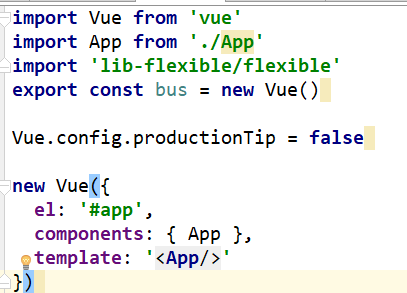 import Vue from 'vue'
import App from './App'
import 'lib-flexible/flexible'
export const bus = new Vue()
Vue.config.productionTip = false
new Vue({
el: '#app',
components: { App },
template: '<App/>'
})